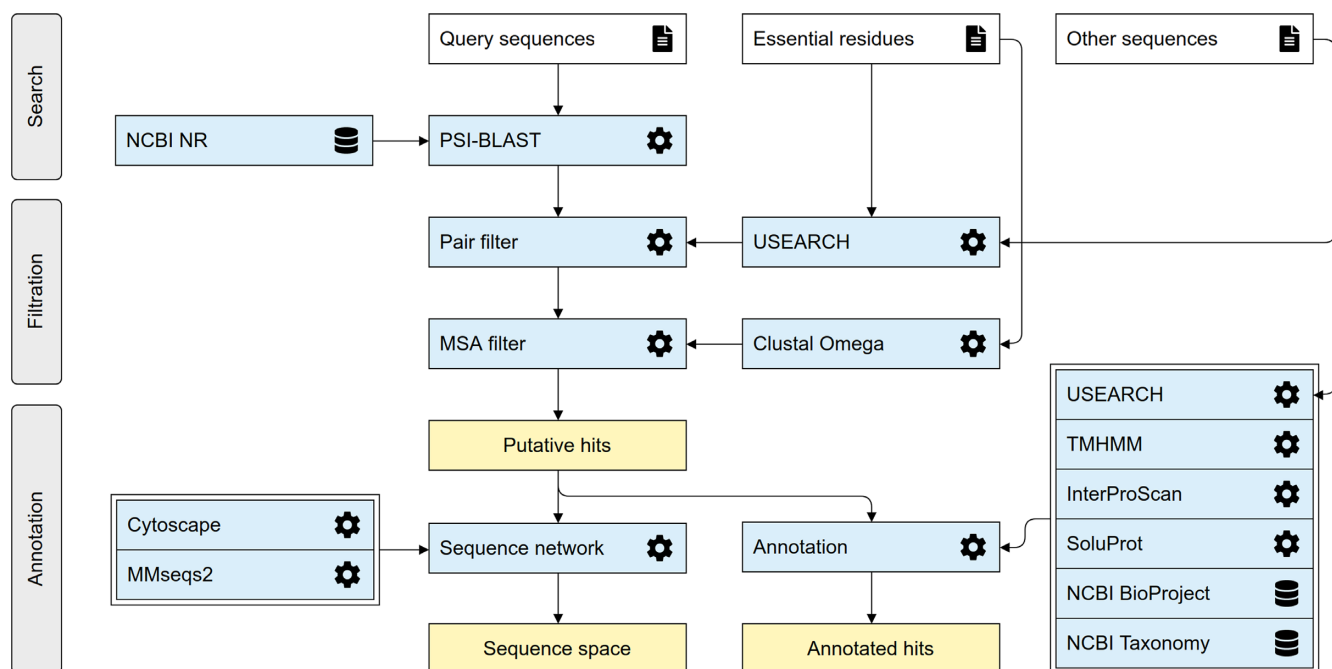 Search
Query sequences
Essential residues
Other sequences
NCBI NR
PSI-BLAST
Filtration
Pair filter
USEARCH
MSA filter
Clustal Omega
Annotation
Putative hits
Cytoscape
MMseqs2
Sequence network
Annotation
USEARCH
TMHMM
InterProScan
SoluProt
NCBI BioProject
NCBI Taxonomy
Sequence space
Annotated hits